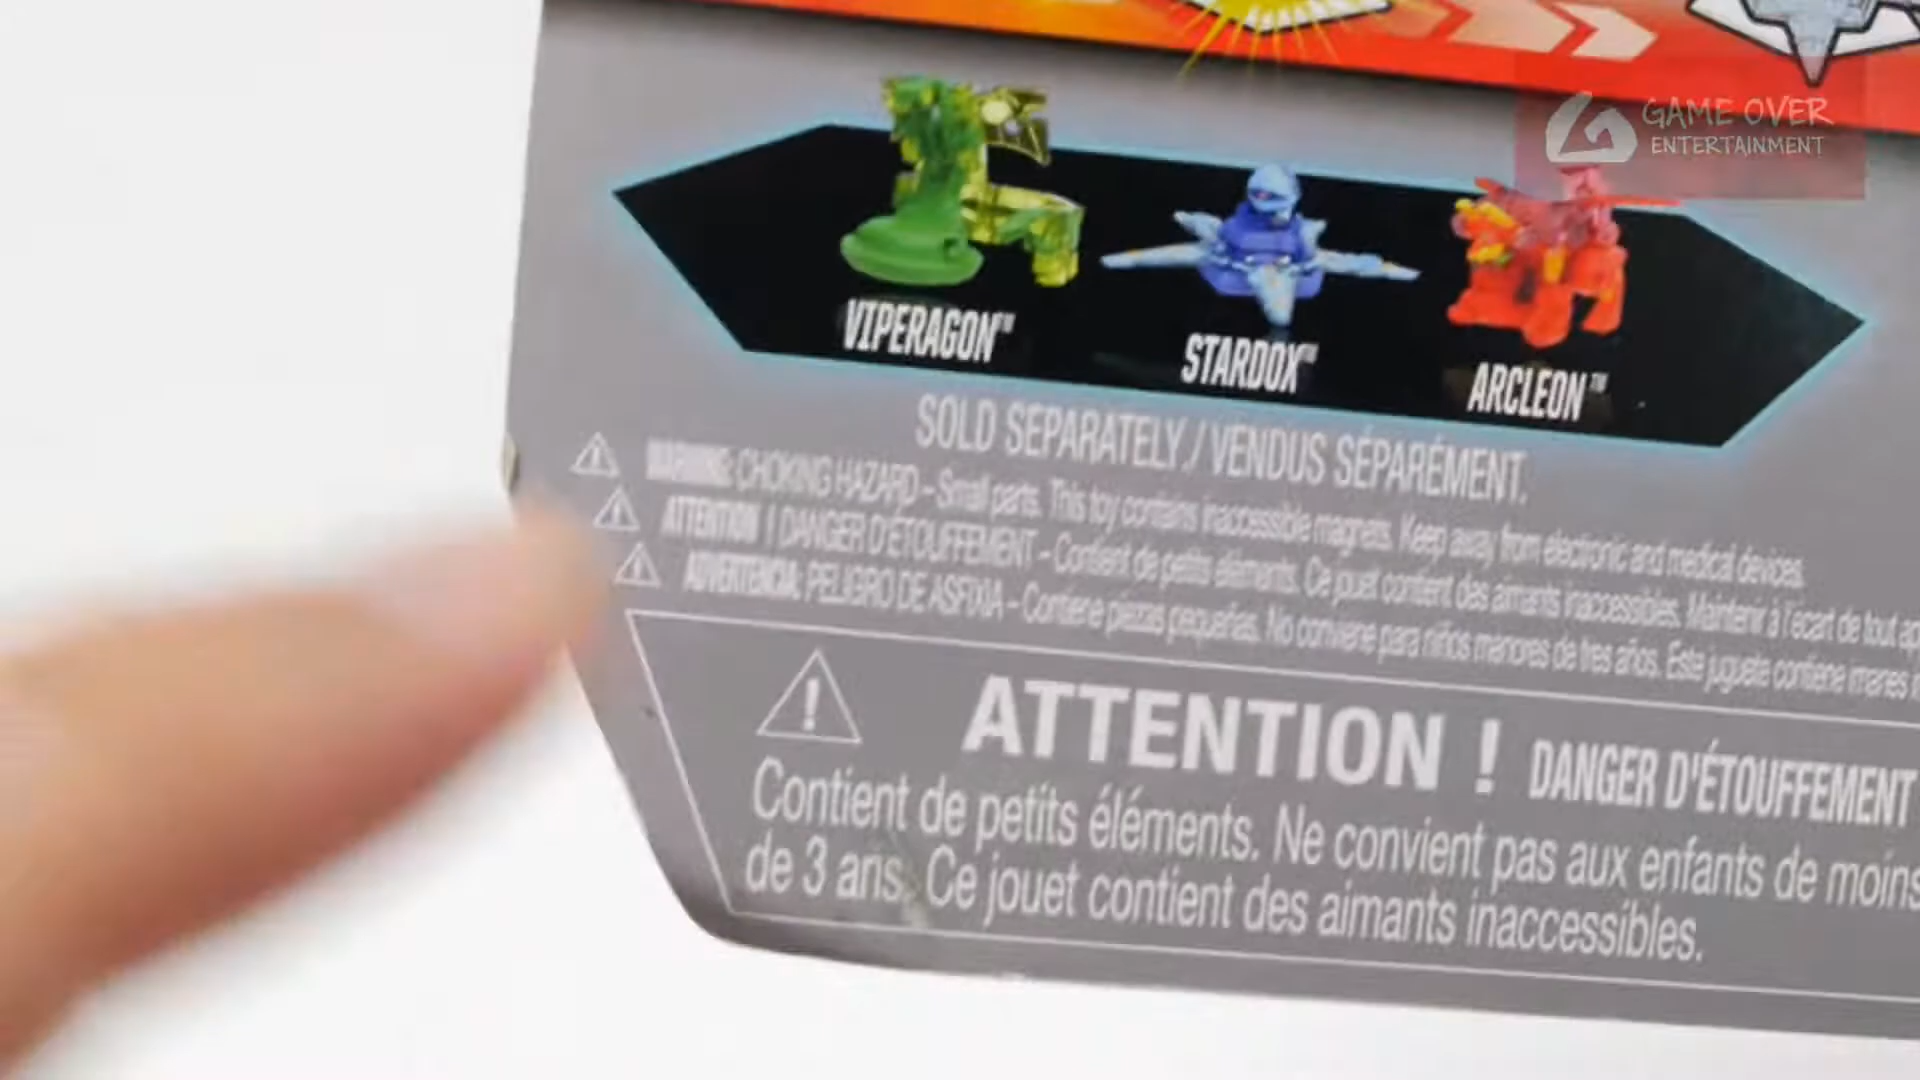 GAME OVER
ENTERTAINMENT
VIPERAGON™
STARDOX™
ARCLEON™
SOLD SEPARATELY / VENDUS SÉPARÉMENT.
WARNING: CHOKING HAZARD – Small parts. This toy contains inaccessible magnets. Keep away from electronic and medical devices.
ATTENTION ! DANGER D'ÉTOUFFEMENT – Contient de petits éléments. Ce jouet contient des aimants inaccessibles. Maintenir à l'écart de tout
ADVERTENCIA: PELIGRO DE ASFIXIA – Contiene piezas pequeñas. No conviene para niños menores de tres años. Este juguete contiene imanes
ATTENTION ! DANGER D'ÉTOUFFEMENT
Contient de petits éléments. Ne convient pas aux enfants de moins
de 3 ans. Ce jouet contient des aimants inaccessibles.